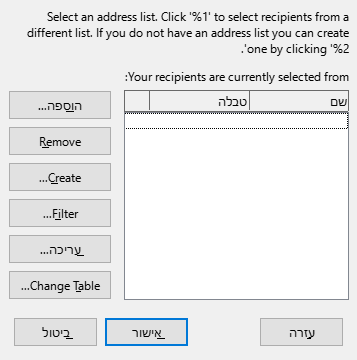 Select an address list. Click '%1' to select recipients from a
different list. If you do not have an address list you can create
'.one by clicking '%2
:Your recipients are currently selected from
שם טבלה
הוספה...
Remove
...Create
...Filter
עריכה...
...Change Table
עזרה אישור ביטול